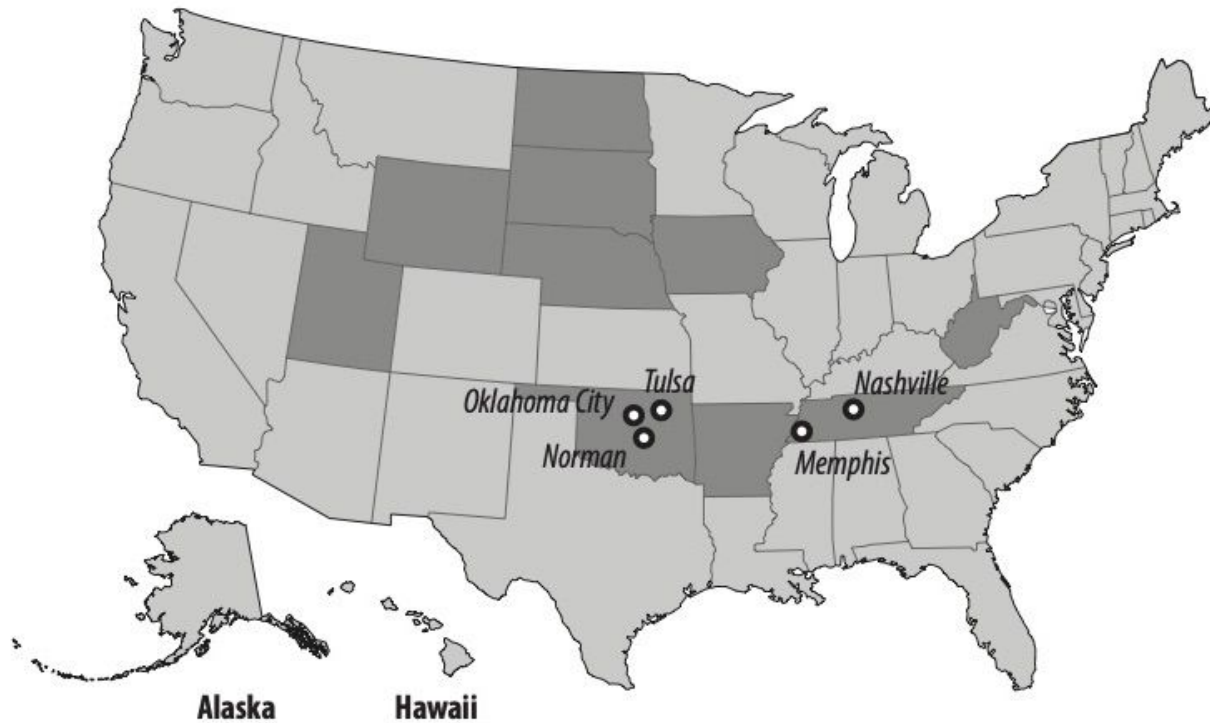 Tulsa
Nashville
Oklahoma City
Norman
Memphis
Alaska
Hawaii